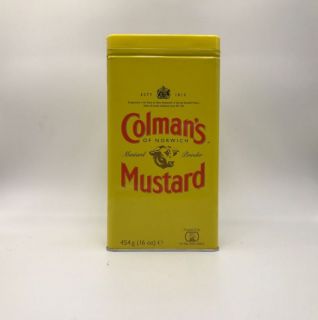 ESTD 1814
Colman's
OF NORWICH
Mustard Powder
Mustard
454g (16 oz) e